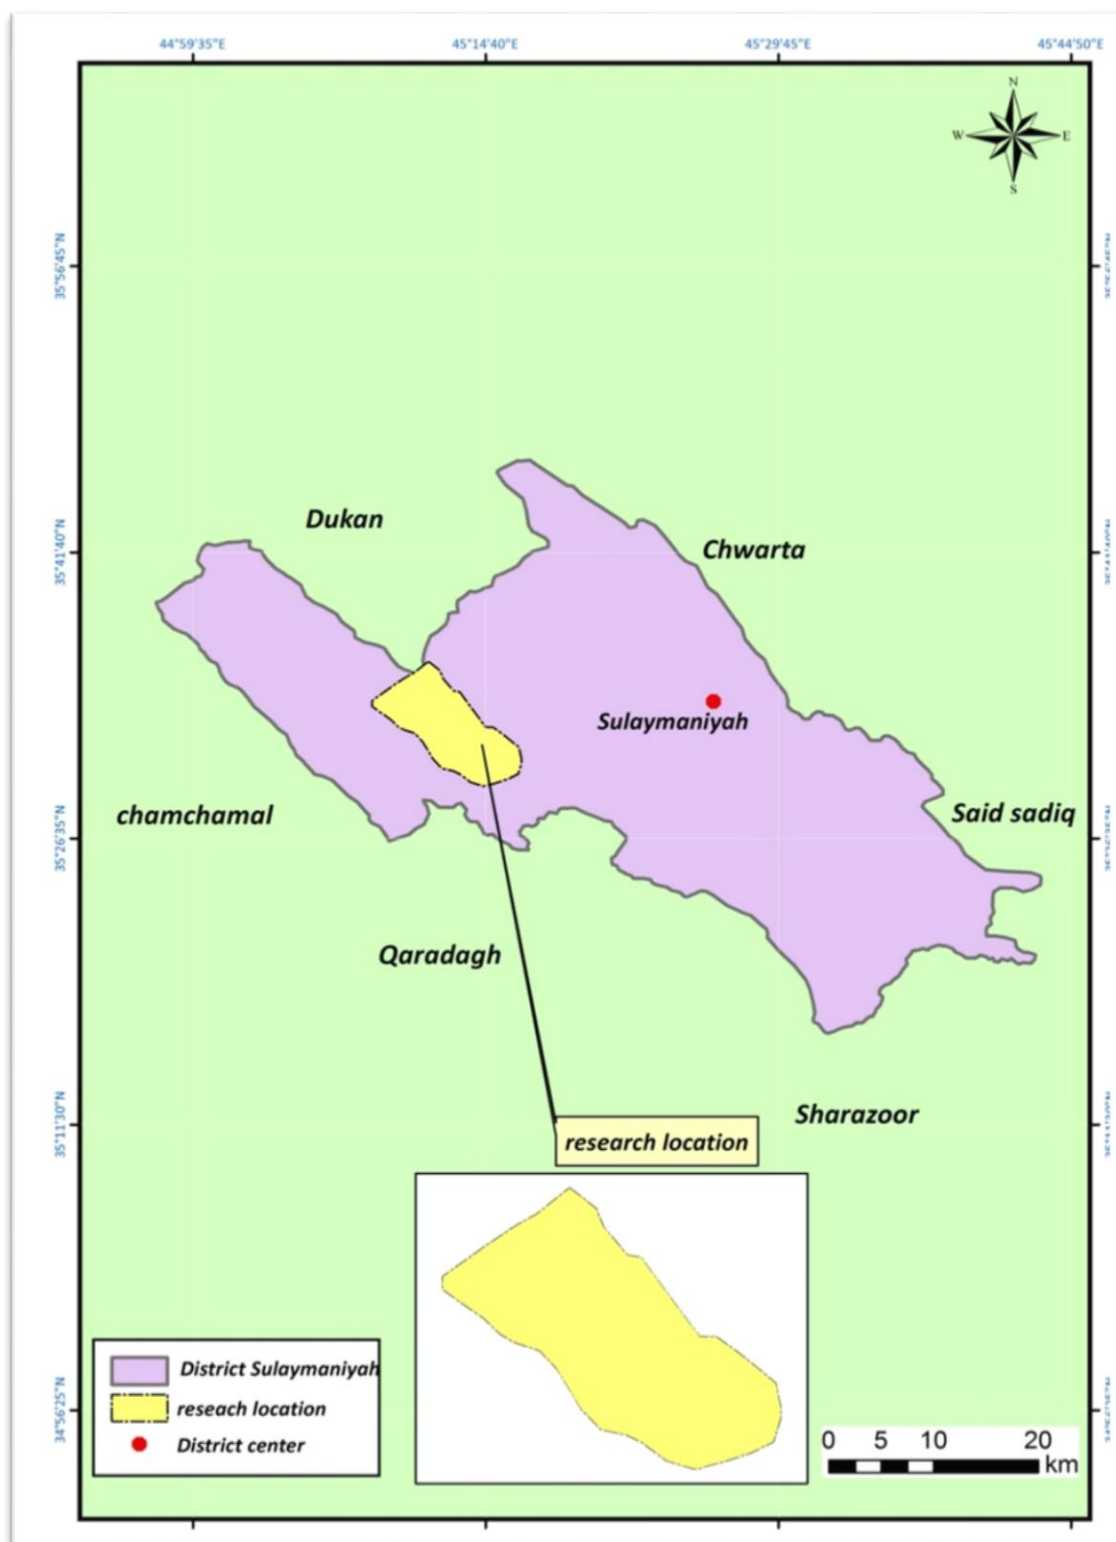 44°59'35"E
45°14'40"E
45°29'45"E
45°44'50"E
N
W
E
S
35°56'45"N
Dukan
35°41'40"N
Chwarta
Sulaymaniyah
chamchamal
Said sadiq
35°26'35"N
Qaradagh
35°11'30"N
Sharazoor
research location
District Sulaymaniyah
reseach location
District center
34°56'25"N
0 5 10 20
km